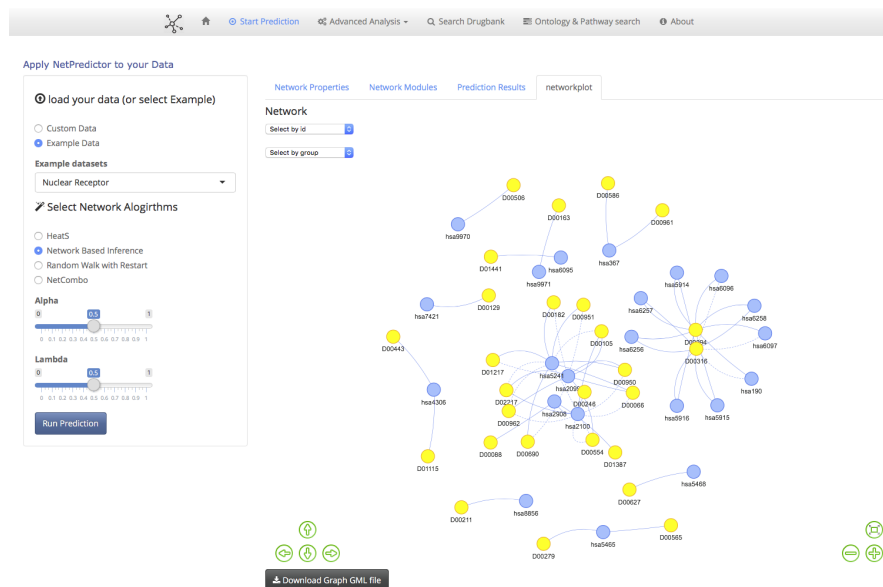 Start Prediction Advanced Analysis Search Drugbank Ontology & Pathway search About
Apply NetPredictor to your Data
load your data (or select Example)
Custom Data
Example Data
Example datasets
Nuclear Receptor
Select Network Alogirthms
HeatS
Network Based Inference
Random Walk with Restart
NetCombo
Alpha
0 0.5 1
0 0.1 0.2 0.3 0.4 0.5 0.6 0.7 0.8 0.9 1
Lambda
0 0.5 1
0 0.1 0.2 0.3 0.4 0.5 0.6 0.7 0.8 0.9 1
Run Prediction
Network Properties Network Modules Prediction Results networkplot
Network
Select by id
Select by group
D00506
D00586
D00163
D00961
hsa9970
hsa367
D01441
hsa6095
hsa9971
hsa5914
hsa6096
hsa6257
hsa7421
D00129
D00182
D00951
hsa6258
D00443
D00105
hsa6256
hsa6097
D00316
D01217
hsa5241
D00950
hsa190
hsa4306
D02217
D00246
D00066
D00962
hsa2908
hsa2100
hsa5916
hsa5915
D00088
D00690
D00554
D01387
D01115
hsa5468
D00627
D00211
hsa8856
D00279
hsa5465
D00565
Download Graph GML file